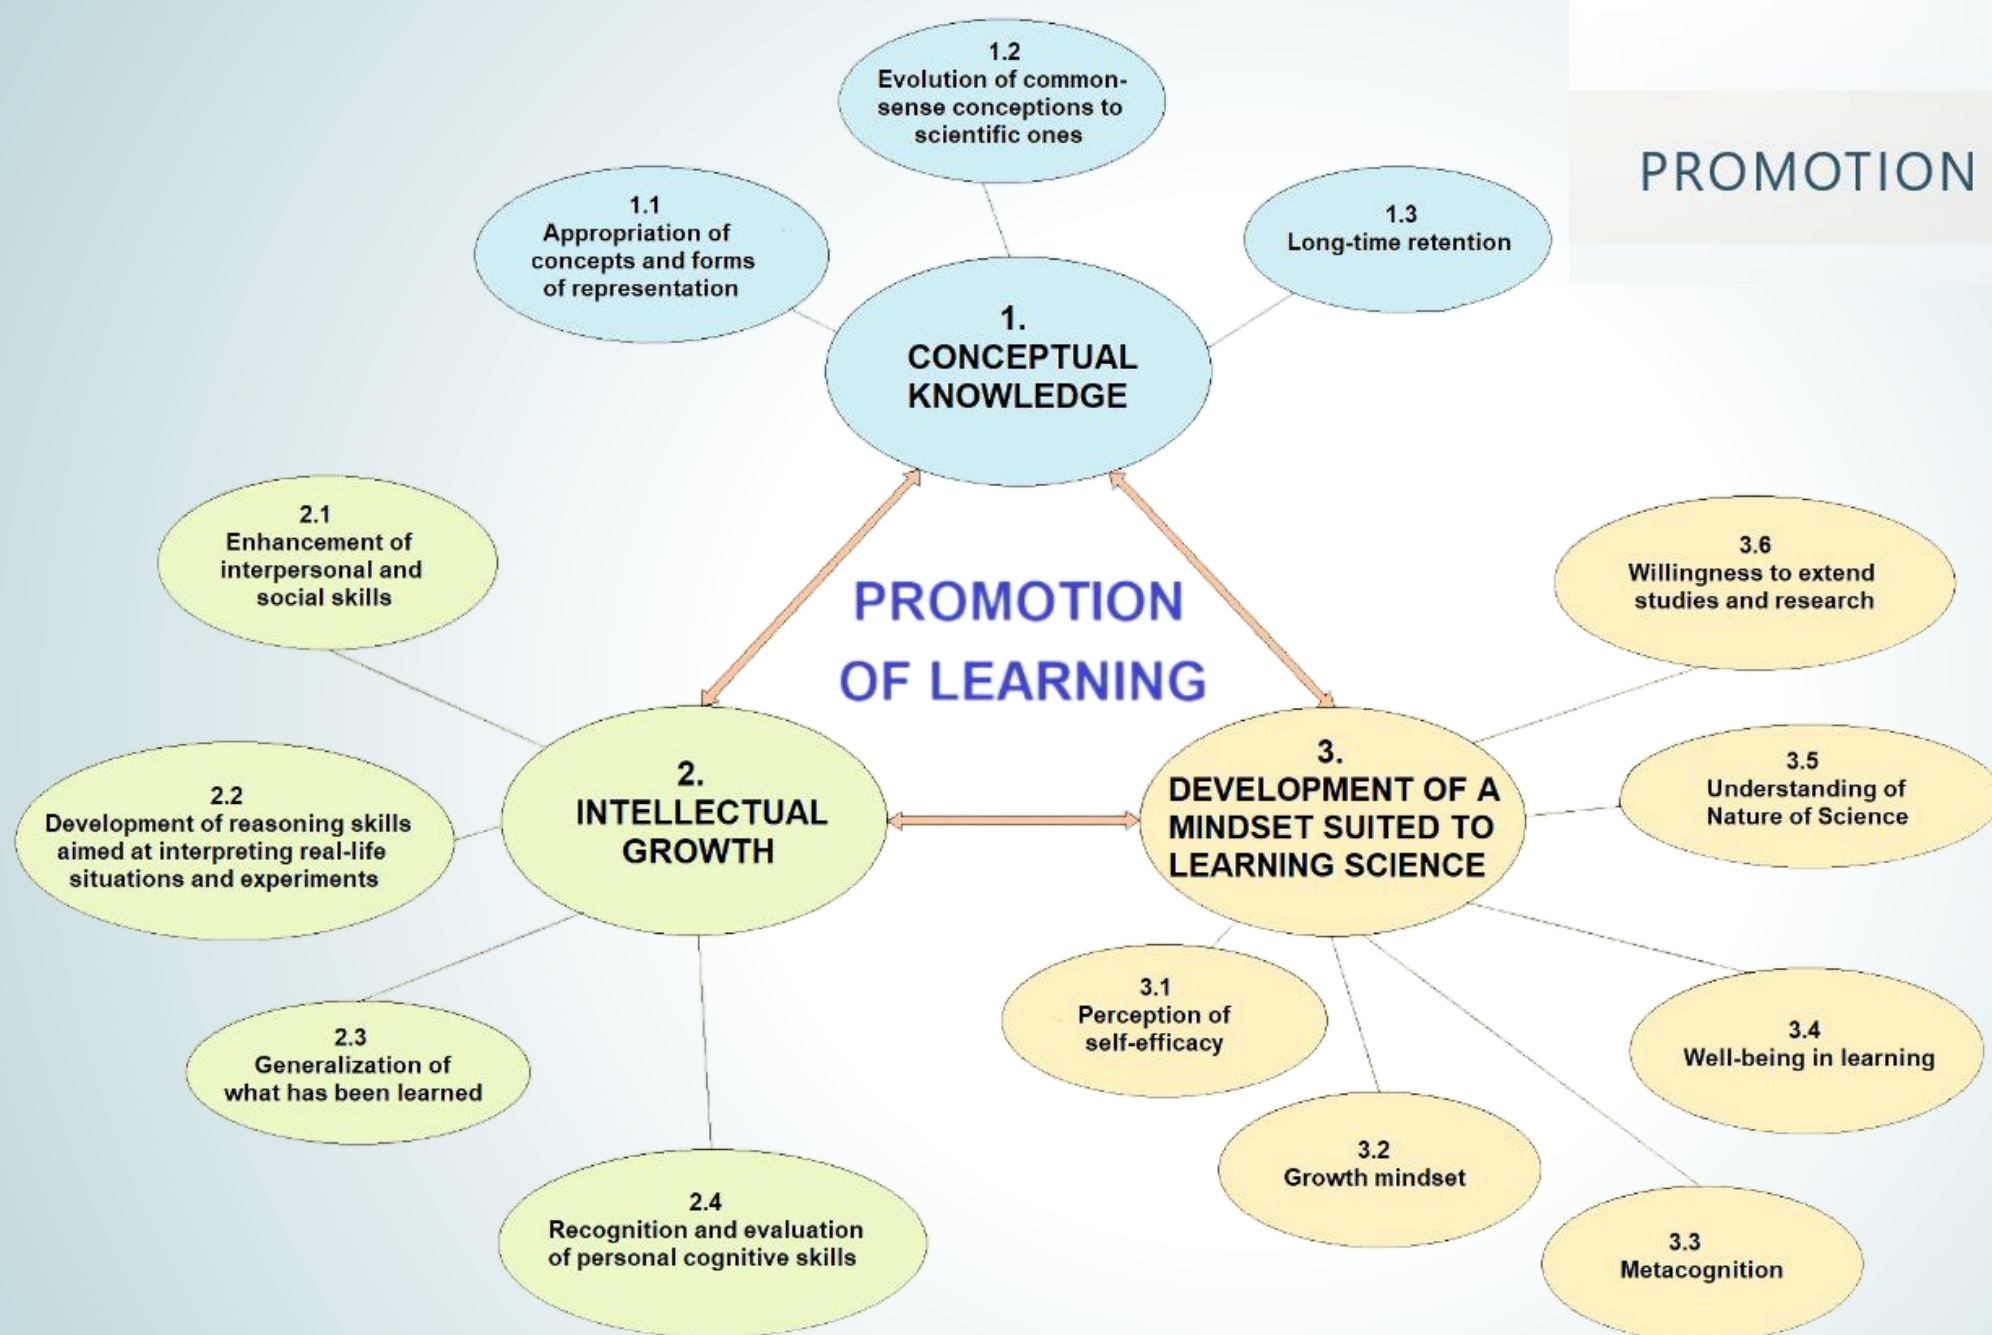 PROMOTION
1.2
Evolution of common-
sense conceptions to
scientific ones
1.1
Appropriation of
concepts and forms
of representation
1.3
Long-time retention
1.
CONCEPTUAL
KNOWLEDGE
2.1
Enhancement of
interpersonal and
social skills
3.6
Willingness to extend
studies and research
PROMOTION
OF LEARNING
2.
INTELLECTUAL
GROWTH
3.
DEVELOPMENT OF A
MINDSET SUITED TO
LEARNING SCIENCE
3.5
Understanding of
Nature of Science
2.2
Development of reasoning skills
aimed at interpreting real-life
situations and experiments
3.1
Perception of
self-efficacy
3.4
Well-being in learning
2.3
Generalization of
what has been learned
3.2
Growth mindset
2.4
Recognition and evaluation
of personal cognitive skills
3.3
Metacognition